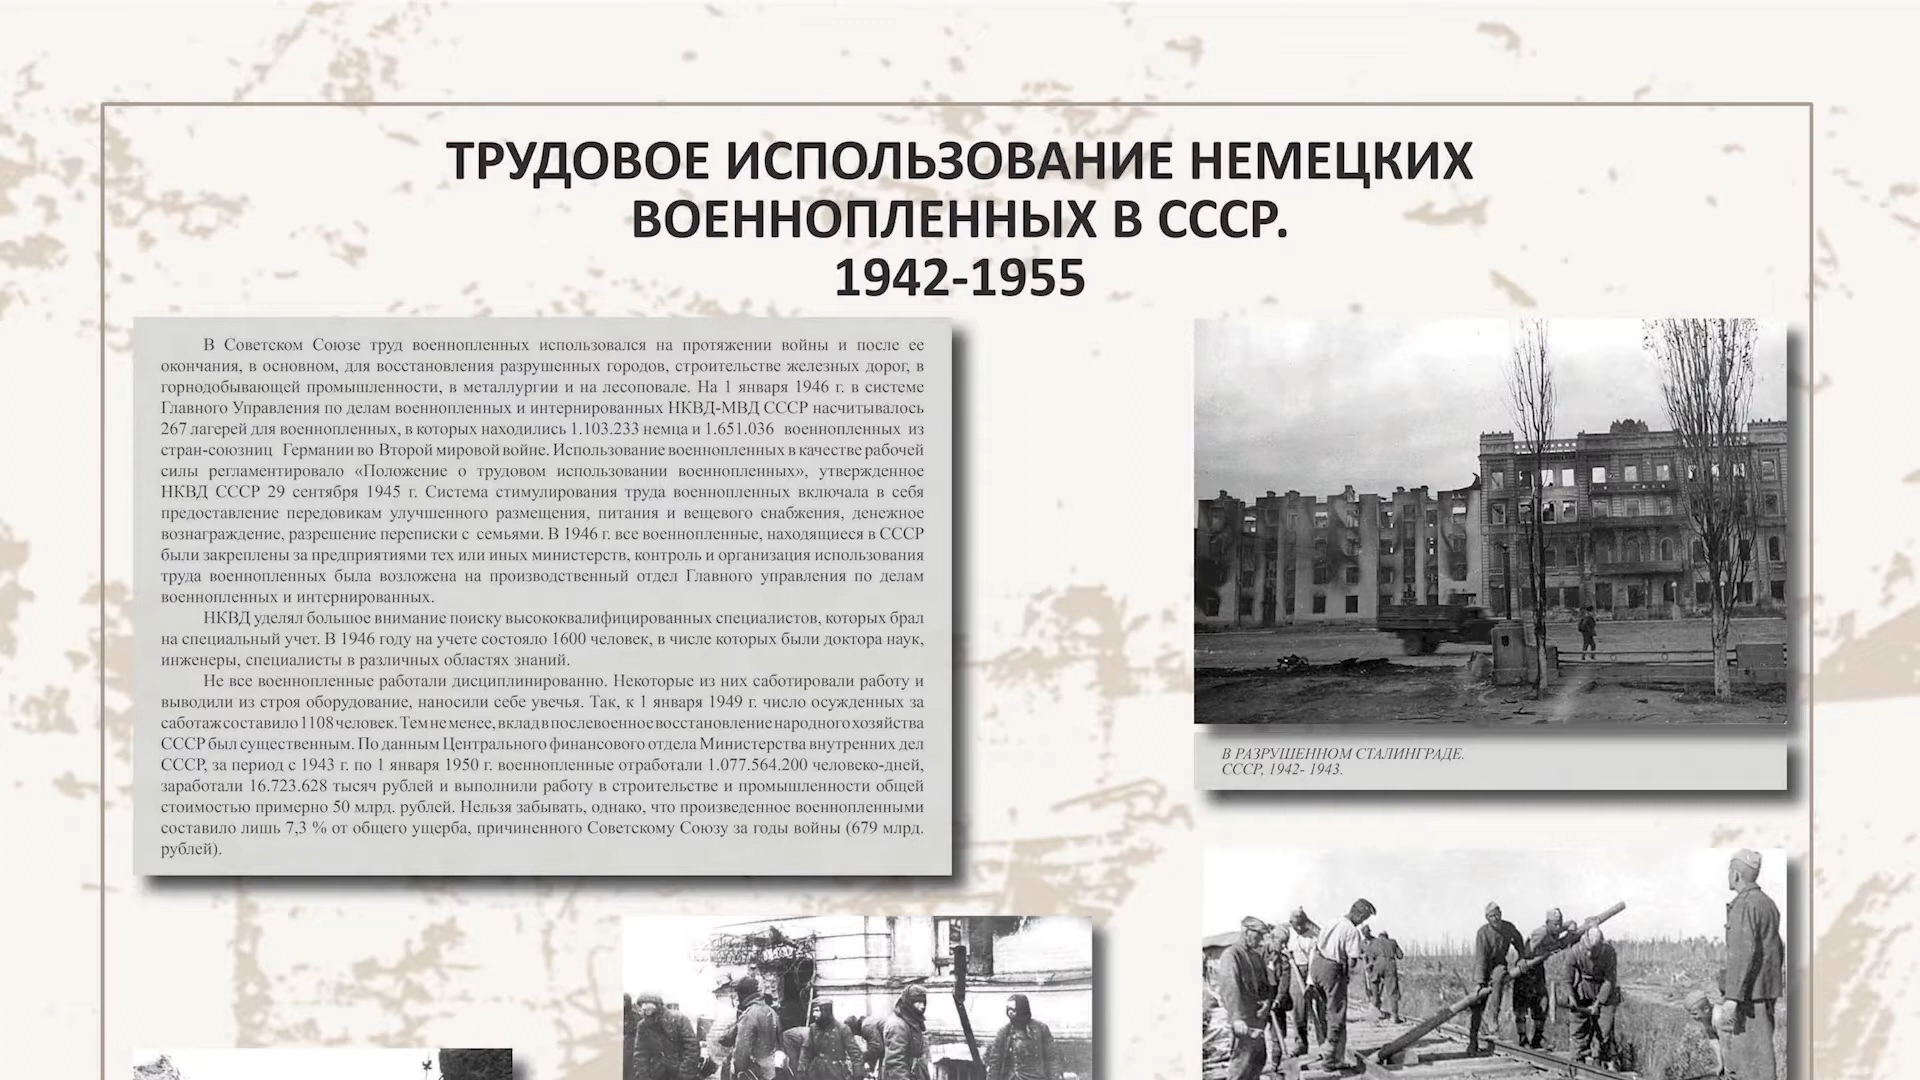 ТРУДОВОЕ ИСПОЛЬЗОВАНИЕ НЕМЕЦКИХ
ВОЕННОПЛЕННЫХ В СССР.
1942-1955
В Советском Союзе труд военнопленных использовался на протяжении войны и после ее
окончания, в основном, для восстановления разрушенных городов, строительстве железных дорог, в
горнодобывающей промышленности, в металлургии и на лесоповале. На 1 января 1946 г. в системе
Главного Управления по делам военнопленных и интернированных НКВД-МВД СССР насчитывалось
267 лагерей для военнопленных, в которых находились 1.103.233 немца и 1.651.036 военнопленных из
стран-союзниц Германии во Второй мировой войне. Использование военнопленных в качестве рабочей
силы регламентировало «Положение о трудовом использовании военнопленных», утвержденное
НКВД СССР 29 сентября 1945 г. Система стимулирования труда военнопленных включала в себя
предоставление передовикам улучшенного размещения, питания и вещевого снабжения, денежное
вознаграждение, разрешение переписки с семьями. В 1946 г. все военнопленные, находящиеся в СССР
были закреплены за предприятиями тех или иных министерств, контроль и организация использования
труда военнопленных была возложена на производственный отдел Главного управления по делам
военнопленных и интернированных.
НКВД уделял большое внимание поиску высококвалифицированных специалистов, которых брал
на специальный учет. В 1946 году на учете состояло 1600 человек, в числе которых были доктора наук,
инженеры, специалисты в различных областях знаний.
Не все военнопленные работали дисциплинированно. Некоторые из них саботировали работу и
выводили из строя оборудование, наносили себе увечья. Так, к 1 января 1949 г. число осужденных за
саботаж составило 1108 человек. Тем не менее, вклад в послевоенное восстановление народного хозяйства
СССР был существенным. По данным Центрального финансового отдела Министерства внутренних дел
СССР, за период с 1943 г. по 1 января 1950 г. военнопленные отработали 1.077.564.200 человеко-дней,
заработали 16.723.628 тысяч рублей и выполнили работу в строительстве и промышленности общей
стоимостью примерно 50 млрд. рублей. Нельзя забывать, однако, что произведенное военнопленными
составило лишь 7,3 % от общего ущерба, причиненного Советскому Союзу за годы войны (679 млрд.
рублей).
В РАЗРУШЕННОМ СТАЛИНГРАДЕ.
СССР, 1942- 1943.